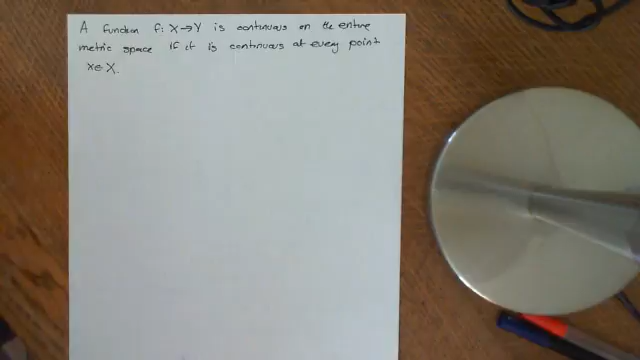 A function f: X→Y is continuous on the entire
metric space if it is continuous at every point
x∈X.